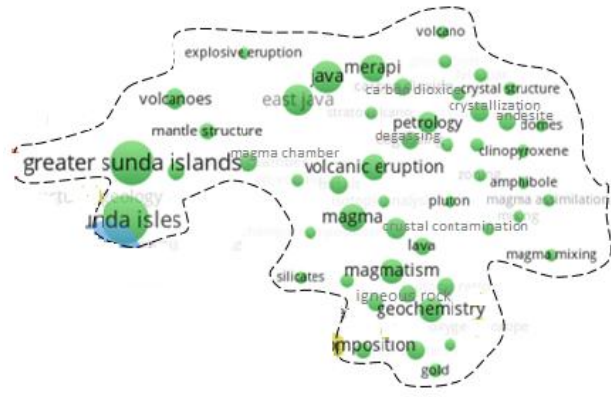 volcano
explosive eruption
java
merapi
carbon dioxide
crystal structure
volcanoes
east java
crystallization
andesite
petrology
domes
mantle structure
degassing
magma chamber
clinopyroxene
greater sunda islands
volcanic eruption
amphibole
pluton
magma assimilation
nda isles
magma
crustal contamination
lava
magma mixing
silicates
magmatism
igneous rock
geochemistry
mposition
gold